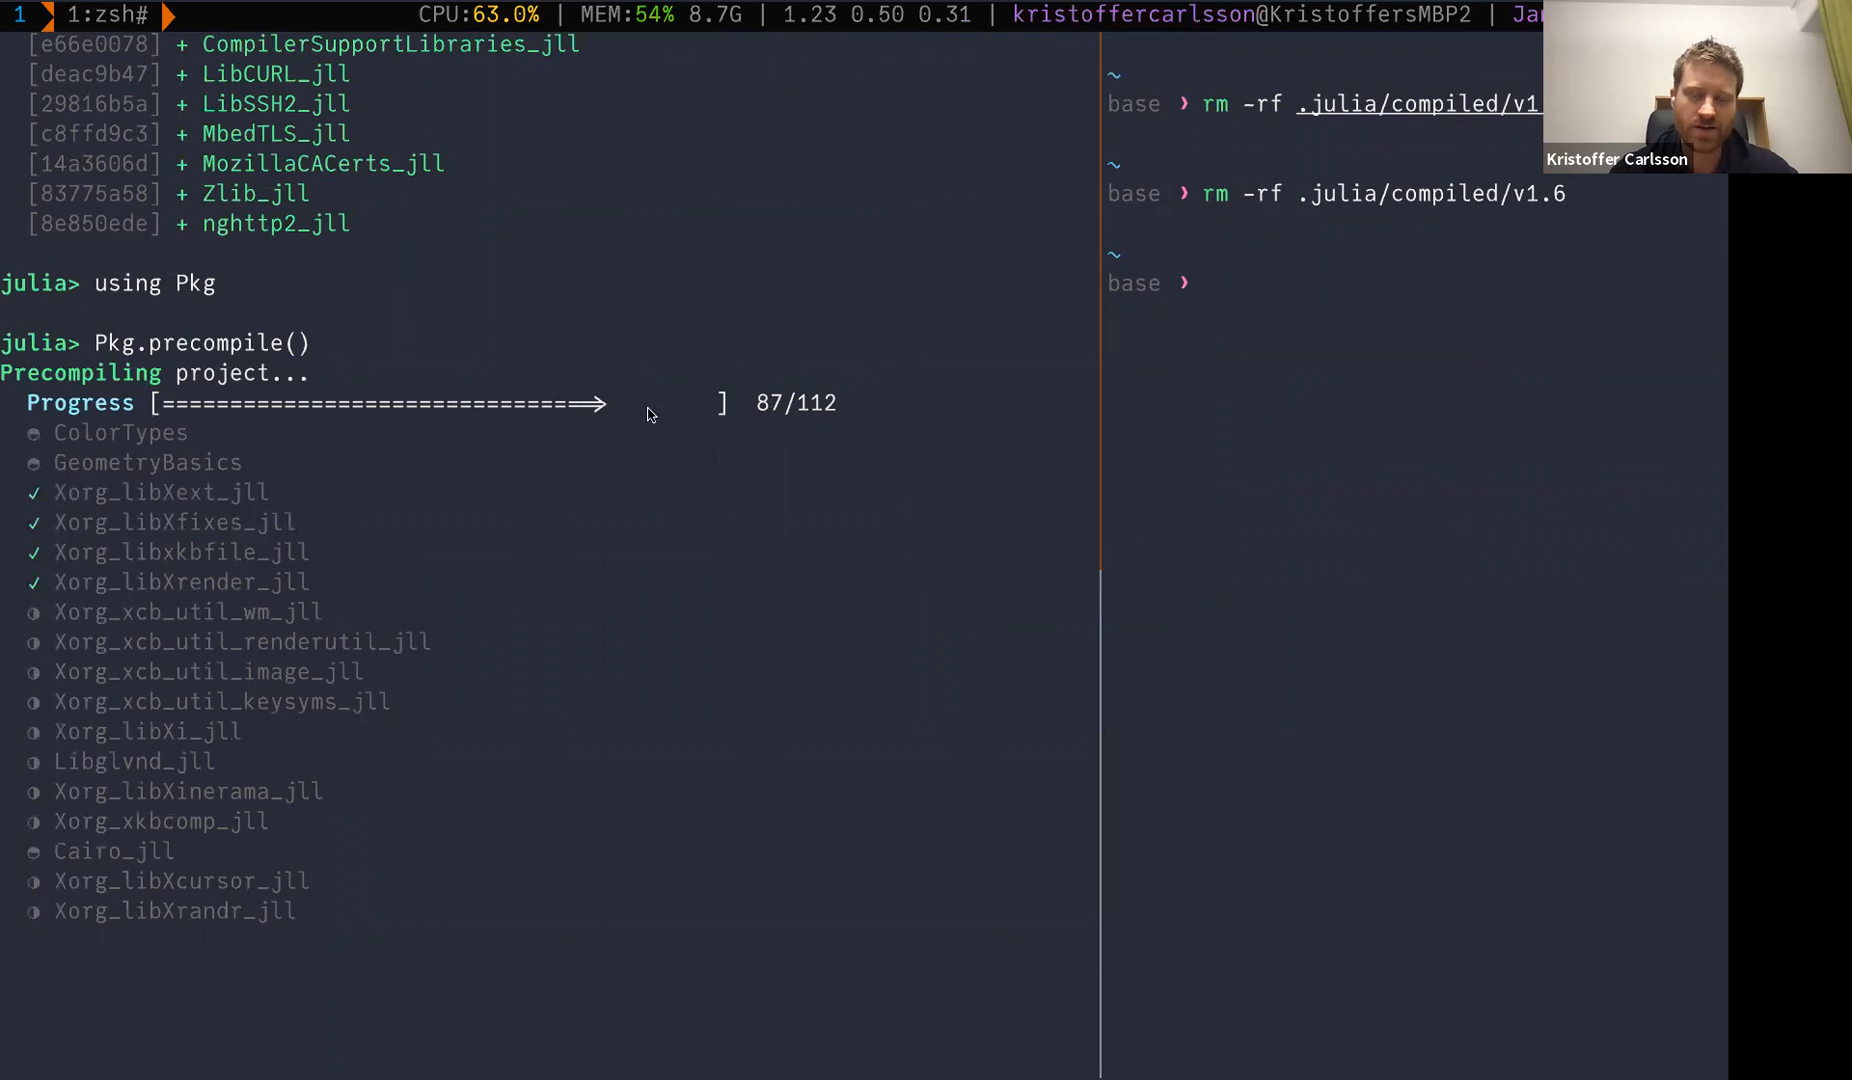 1 1:zsh# CPU:63.0% | MEM:54% 8.7G | 1.23 0.50 0.31 | kristoffercarlsson@KristoffersMBP2 | Jan
[e66e0078] + CompilerSupportLibraries_jll
[deac9b47] + LibCURL_jll
[29816b5a] + LibSSH2_jll
[c8ffd9c3] + MbedTLS_jll
[14a3606d] + MozillaCACerts_jll
[83775a58] + Zlib_jll
[8e850ede] + nghttp2_jll
julia> using Pkg
julia> Pkg.precompile()
Precompiling project...
Progress [================================>        ] 87/112
◓ ColorTypes
◓ GeometryBasics
✓ Xorg_libXext_jll
✓ Xorg_libXfixes_jll
✓ Xorg_libxkbfile_jll
✓ Xorg_libXrender_jll
◑ Xorg_xcb_util_wm_jll
◑ Xorg_xcb_util_renderutil_jll
◑ Xorg_xcb_util_image_jll
◑ Xorg_xcb_util_keysyms_jll
◑ Xorg_libXi_jll
◑ Libglvnd_jll
◑ Xorg_libXinerama_jll
◑ Xorg_xkbcomp_jll
◓ Cairo_jll
◑ Xorg_libXcursor_jll
◑ Xorg_libXrandr_jll
~
base ❯ rm -rf .julia/compiled/v1
~
base ❯ rm -rf .julia/compiled/v1.6
~
base ❯
Kristoffer Carlsson